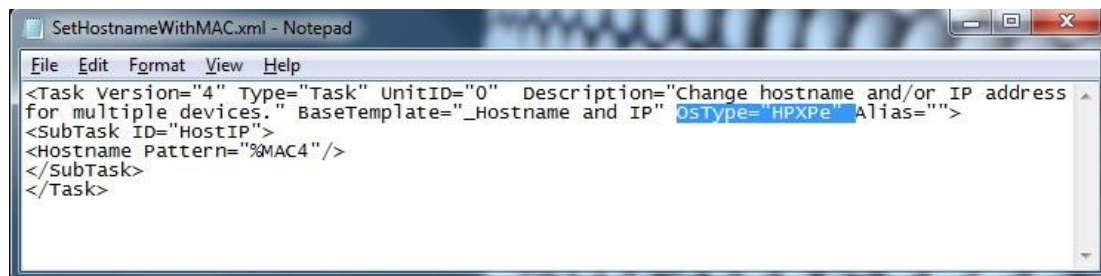 SetHostnameWithMAC.xml - Notepad
File Edit Format View Help
<Task Version="4" Type="Task" UnitID="0"  Description="Change hostname and/or IP address
for multiple devices." BaseTemplate="_Hostname and IP" OsType="HPXPe" Alias="">
<SubTask ID="HostIP">
<Hostname Pattern="%MAC4"/>
</SubTask>
</Task>